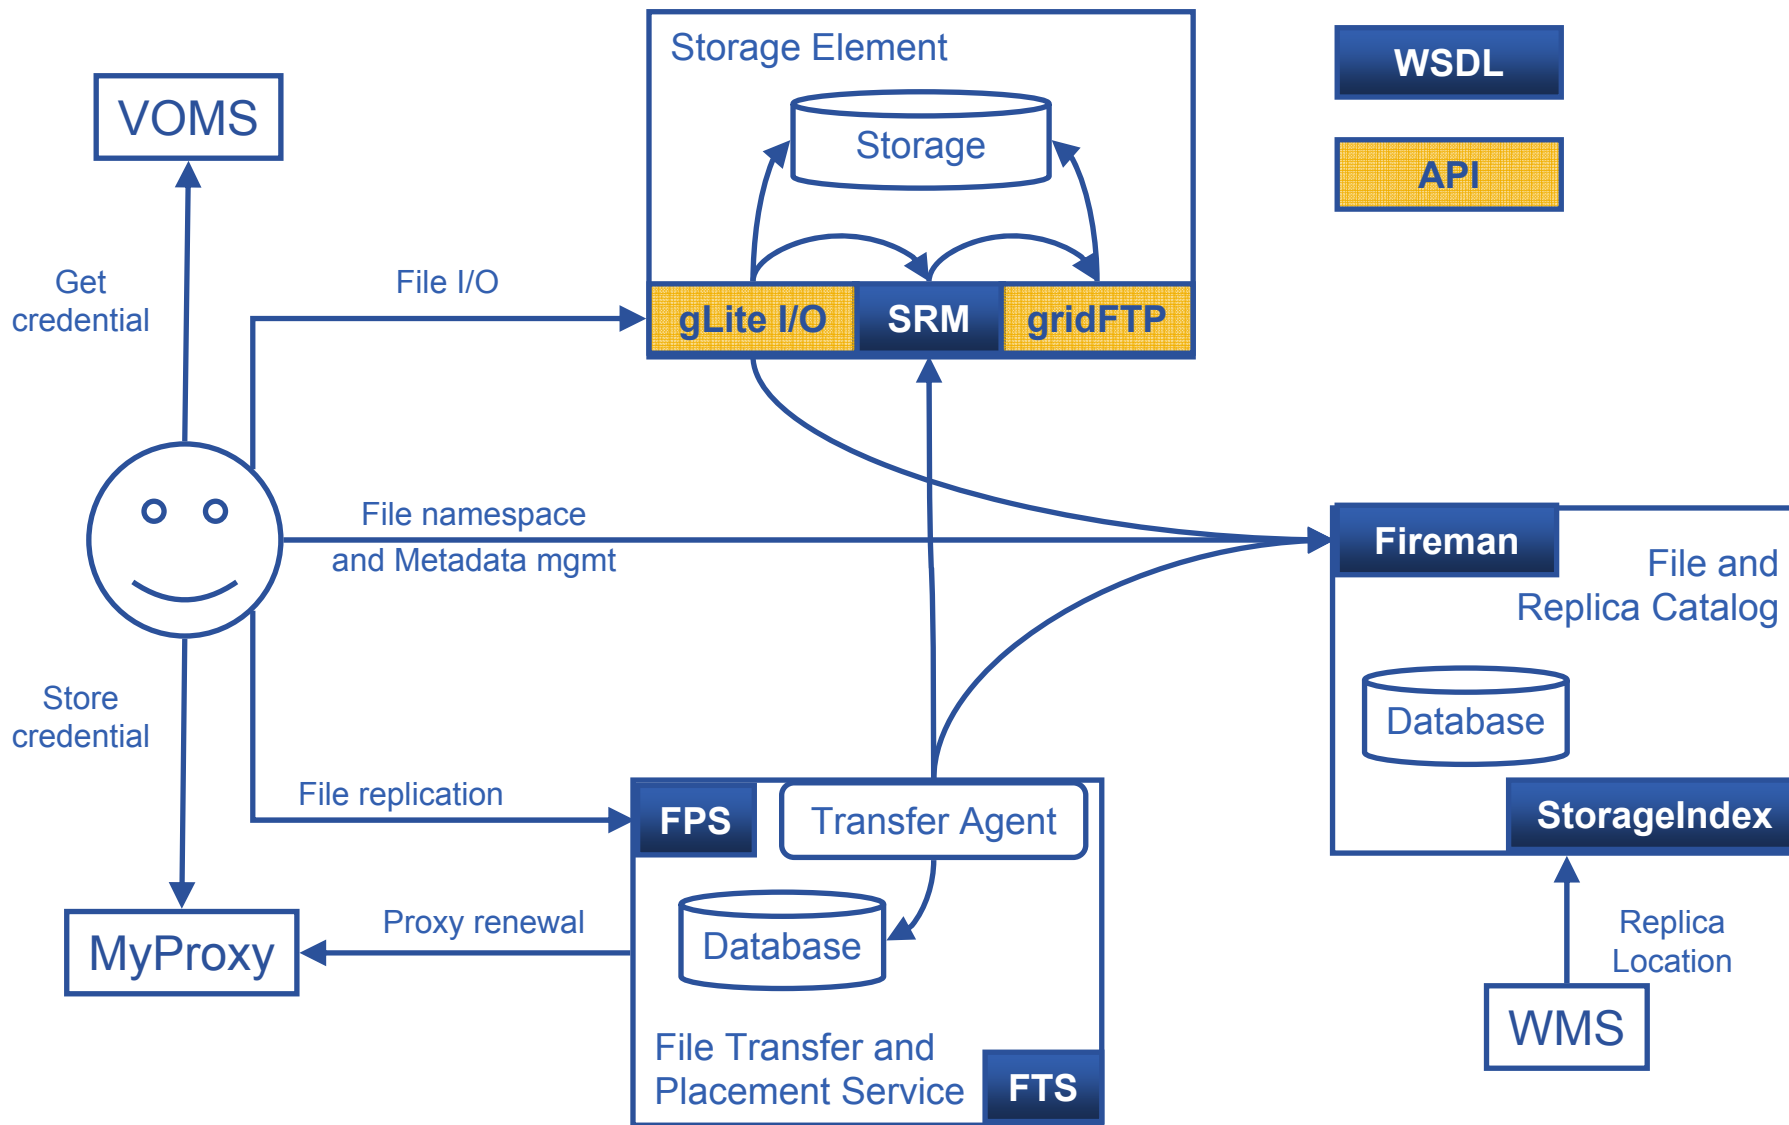 Storage Element
WSDL
VOMS
Storage
API
Get
credential
File I/O
gLite I/O
SRM
gridFTP
File namespace
and Metadata mgmt
Fireman
File and
Replica Catalog
Store
credential
Database
File replication
FPS
Transfer Agent
StorageIndex
MyProxy
Proxy renewal
Database
Replica
Location
WMS
File Transfer and
Placement Service
FTS